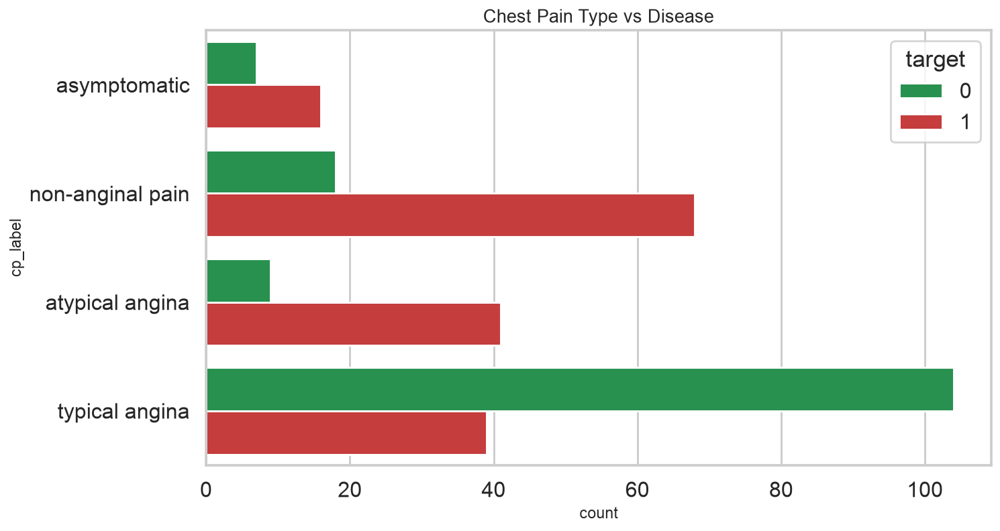 Chest Pain Type vs Disease
target
0
1
asymptomatic
non-anginal pain
atypical angina
typical angina
cp_label
0 20 40 60 80 100
count